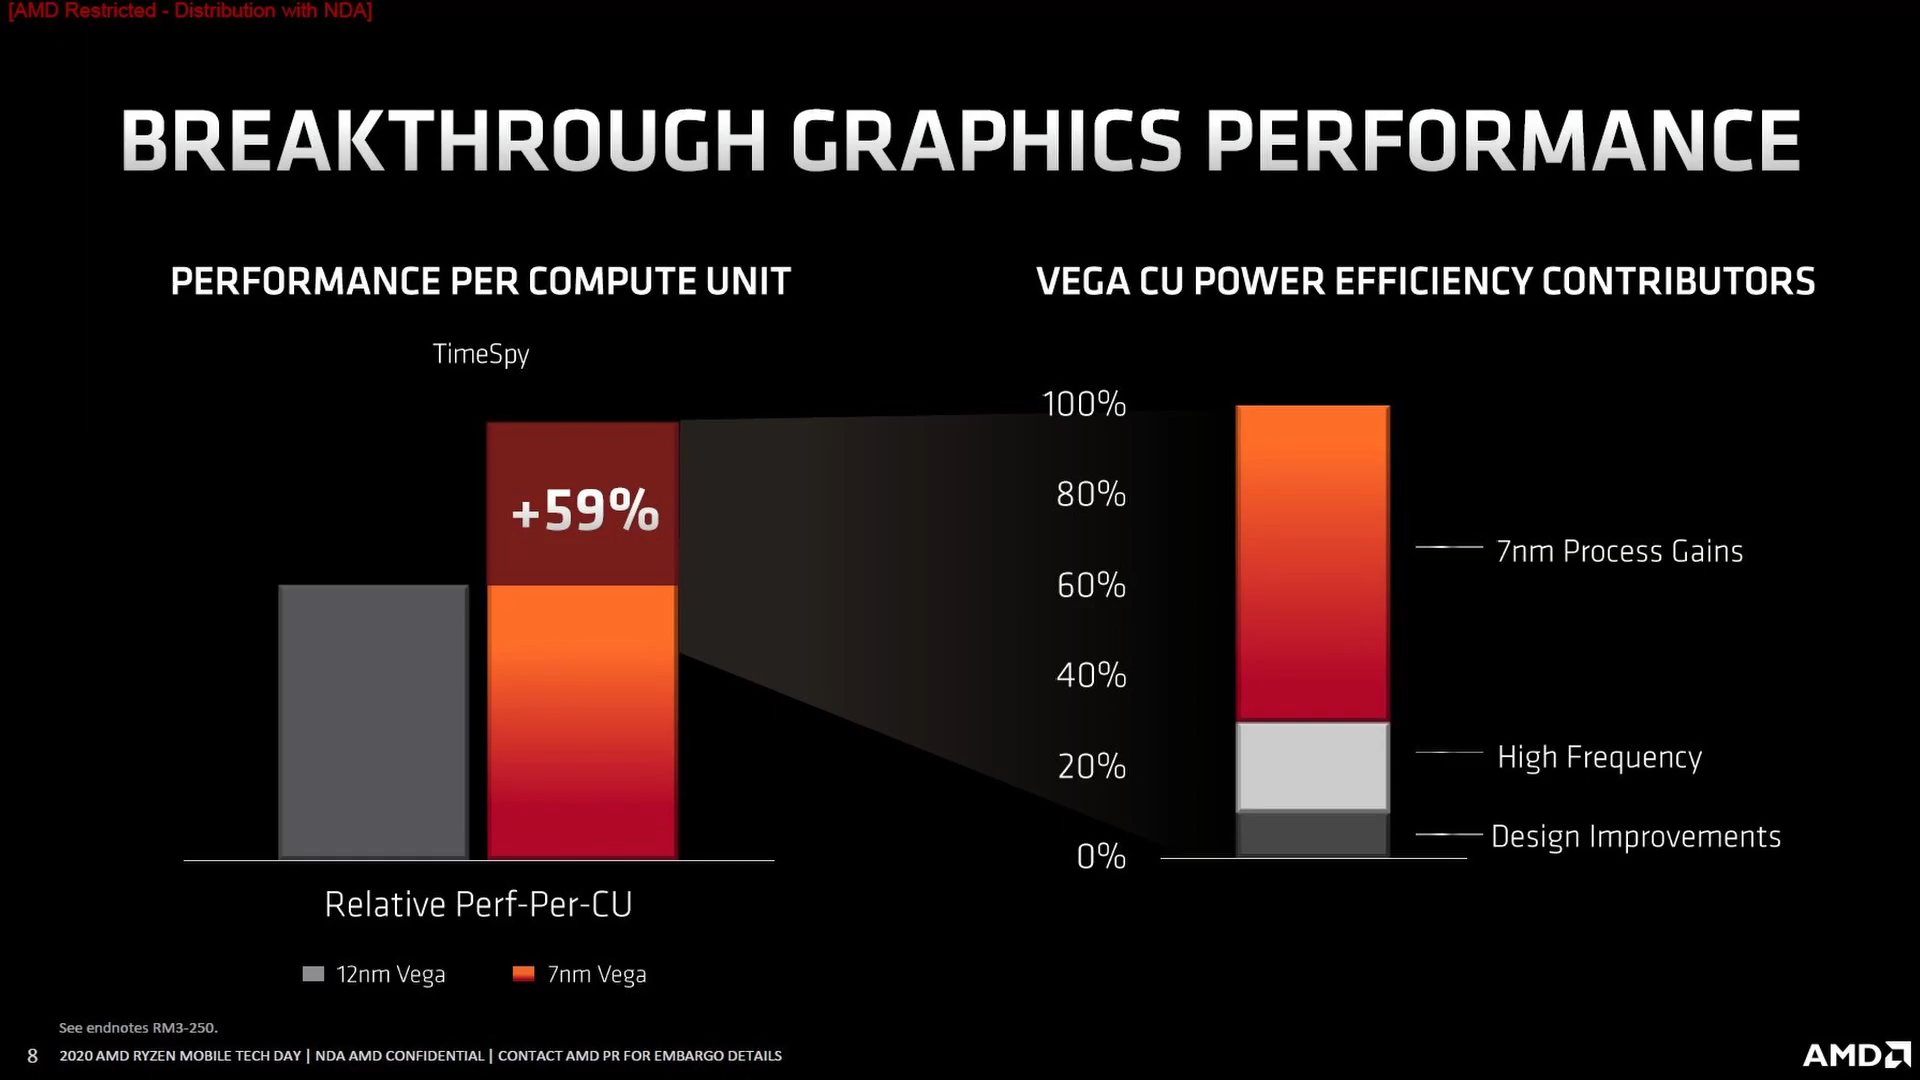 [AMD Restricted - Distribution with NDA]
BREAKTHROUGH GRAPHICS PERFORMANCE
PERFORMANCE PER COMPUTE UNIT
TimeSpy
+59%
Relative Perf-Per-CU
12nm Vega
7nm Vega
VEGA CU POWER EFFICIENCY CONTRIBUTORS
100%
80%
60%
40%
20%
0%
7nm Process Gains
High Frequency
Design Improvements
See endnotes RM3-250.
8 2020 AMD RYZEN MOBILE TECH DAY | NDA AMD CONFIDENTIAL | CONTACT AMD PR FOR EMBARGO DETAILS
AMD